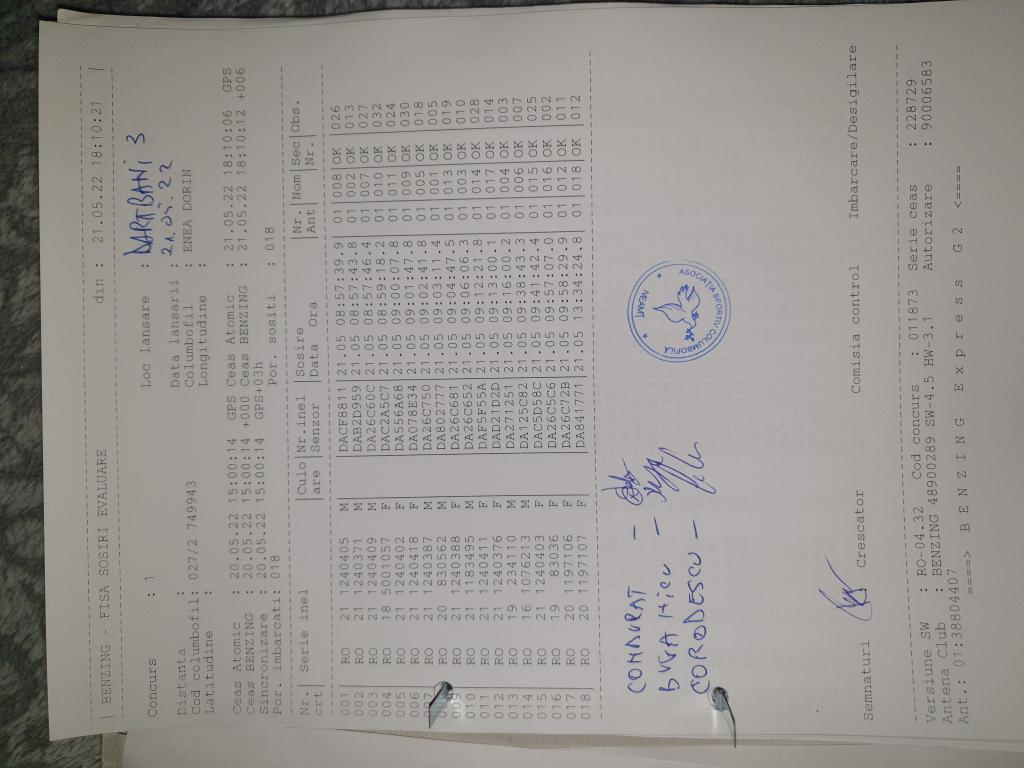 | BENZING - FISA SOSIRI EVALUARE din : 21.05.22 18:10:21 |
Concurs : 1 Loc lansare : DARABANI 3
Distanta : Data lansarii : 21.05.22
Cod columbofil: 027/2 749943 Columbofil : ENEA DORIN
Latitudine : Longitudine :
Ceas Atomic : 20.05.22 15:00:14 GPS Ceas Atomic : 21.05.22 18:10:06 GPS
Ceas BENZING : 20.05.22 15:00:14 +000 Ceas BENZING : 21.05.22 18:10:12 +006
Sincronizare : 20.05.22 15:00:14 GPS+03h
Por. imbarcati: 018 Por. sositi : 018
Nr. | Serie inel |Culo|Nr.inel |Sosire |Nr.|Nom|Sec|Obs.
crt| |are |Senzor |Data Ora |Ant| |Nr.|
001 | RO 21 1240405 M | |DACF8811|21.05 08:57:39.9 |01 |008|OK |026
002 | RO 21 1240371 M | |DAB2D959|21.05 08:57:43.8 |01 |002|OK |013
003 | RO 21 1240409 M | |DA26C60C|21.05 08:57:46.4 |01 |007|OK |027
004 | RO 18 5001057 F | |DAC2A5C7|21.05 08:59:18.2 |01 |010|OK |032
005 | RO 21 1240402 F | |DA556A68|21.05 09:00:07.8 |01 |011|OK |024
006 | RO 21 1240418 F | |DA078E34|21.05 09:01:47.8 |01 |009|OK |030
007 | RO 21 1240387 M | |DA26C750|21.05 09:02:41.8 |01 |005|OK |018
RO 20 830562 M | |DA802777|21.05 09:03:11.4 |01 |001|OK |005
009 | RO 21 1240388 F | |DA26C681|21.05 09:04:47.5 |01 |013|OK |019
010 | RO 21 1183495 M | |DA26C652|21.05 09:06:06.3 |01 |003|OK |010
011 | RO 21 1240411 F | |DAF5F55A|21.05 09:12:21.8 |01 |014|OK |028
012 | RO 21 1240376 F | |DAD21D2D|21.05 09:13:00.1 |01 |017|OK |014
013 | RO 19 224110 M | |DA271251|21.05 09:16:00.2 |01 |004|OK |003
014 | RO 16 1076213 M | |DA125C82|21.05 09:38:43.3 |01 |006|OK |007
015 | RO 21 1240403 F | |DAC5D58C|21.05 09:41:42.4 |01 |015|OK |025
016 | RO 19 83036 F | |DA26C5C6|21.05 09:57:07.0 |01 |016|OK |002
017 | RO 20 1197106 F | |DA26C72B|21.05 09:58:29.9 |01 |012|OK |011
018 | RO 20 1197107 F | |DA841771|21.05 13:34:24.8 |01 |018|OK |012
COMANRAT -
BUGA MIHCU -
CORODESCU -
ASOCIATIA SPORTIV COLUMBOFILA
* NEAMT *
Semnaturi Crescator Comisia control Imbarcare/Desigilare
Versiune SW : RO-04.32 Cod concurs : 011873 Serie ceas : 228729
Antena Club : BENZING 48900289 SW-4.5 HW-3.1 Autorizare : 90006583
Ant.: 01:38804407
====> B E N Z I N G E x p r e s s G 2 <====